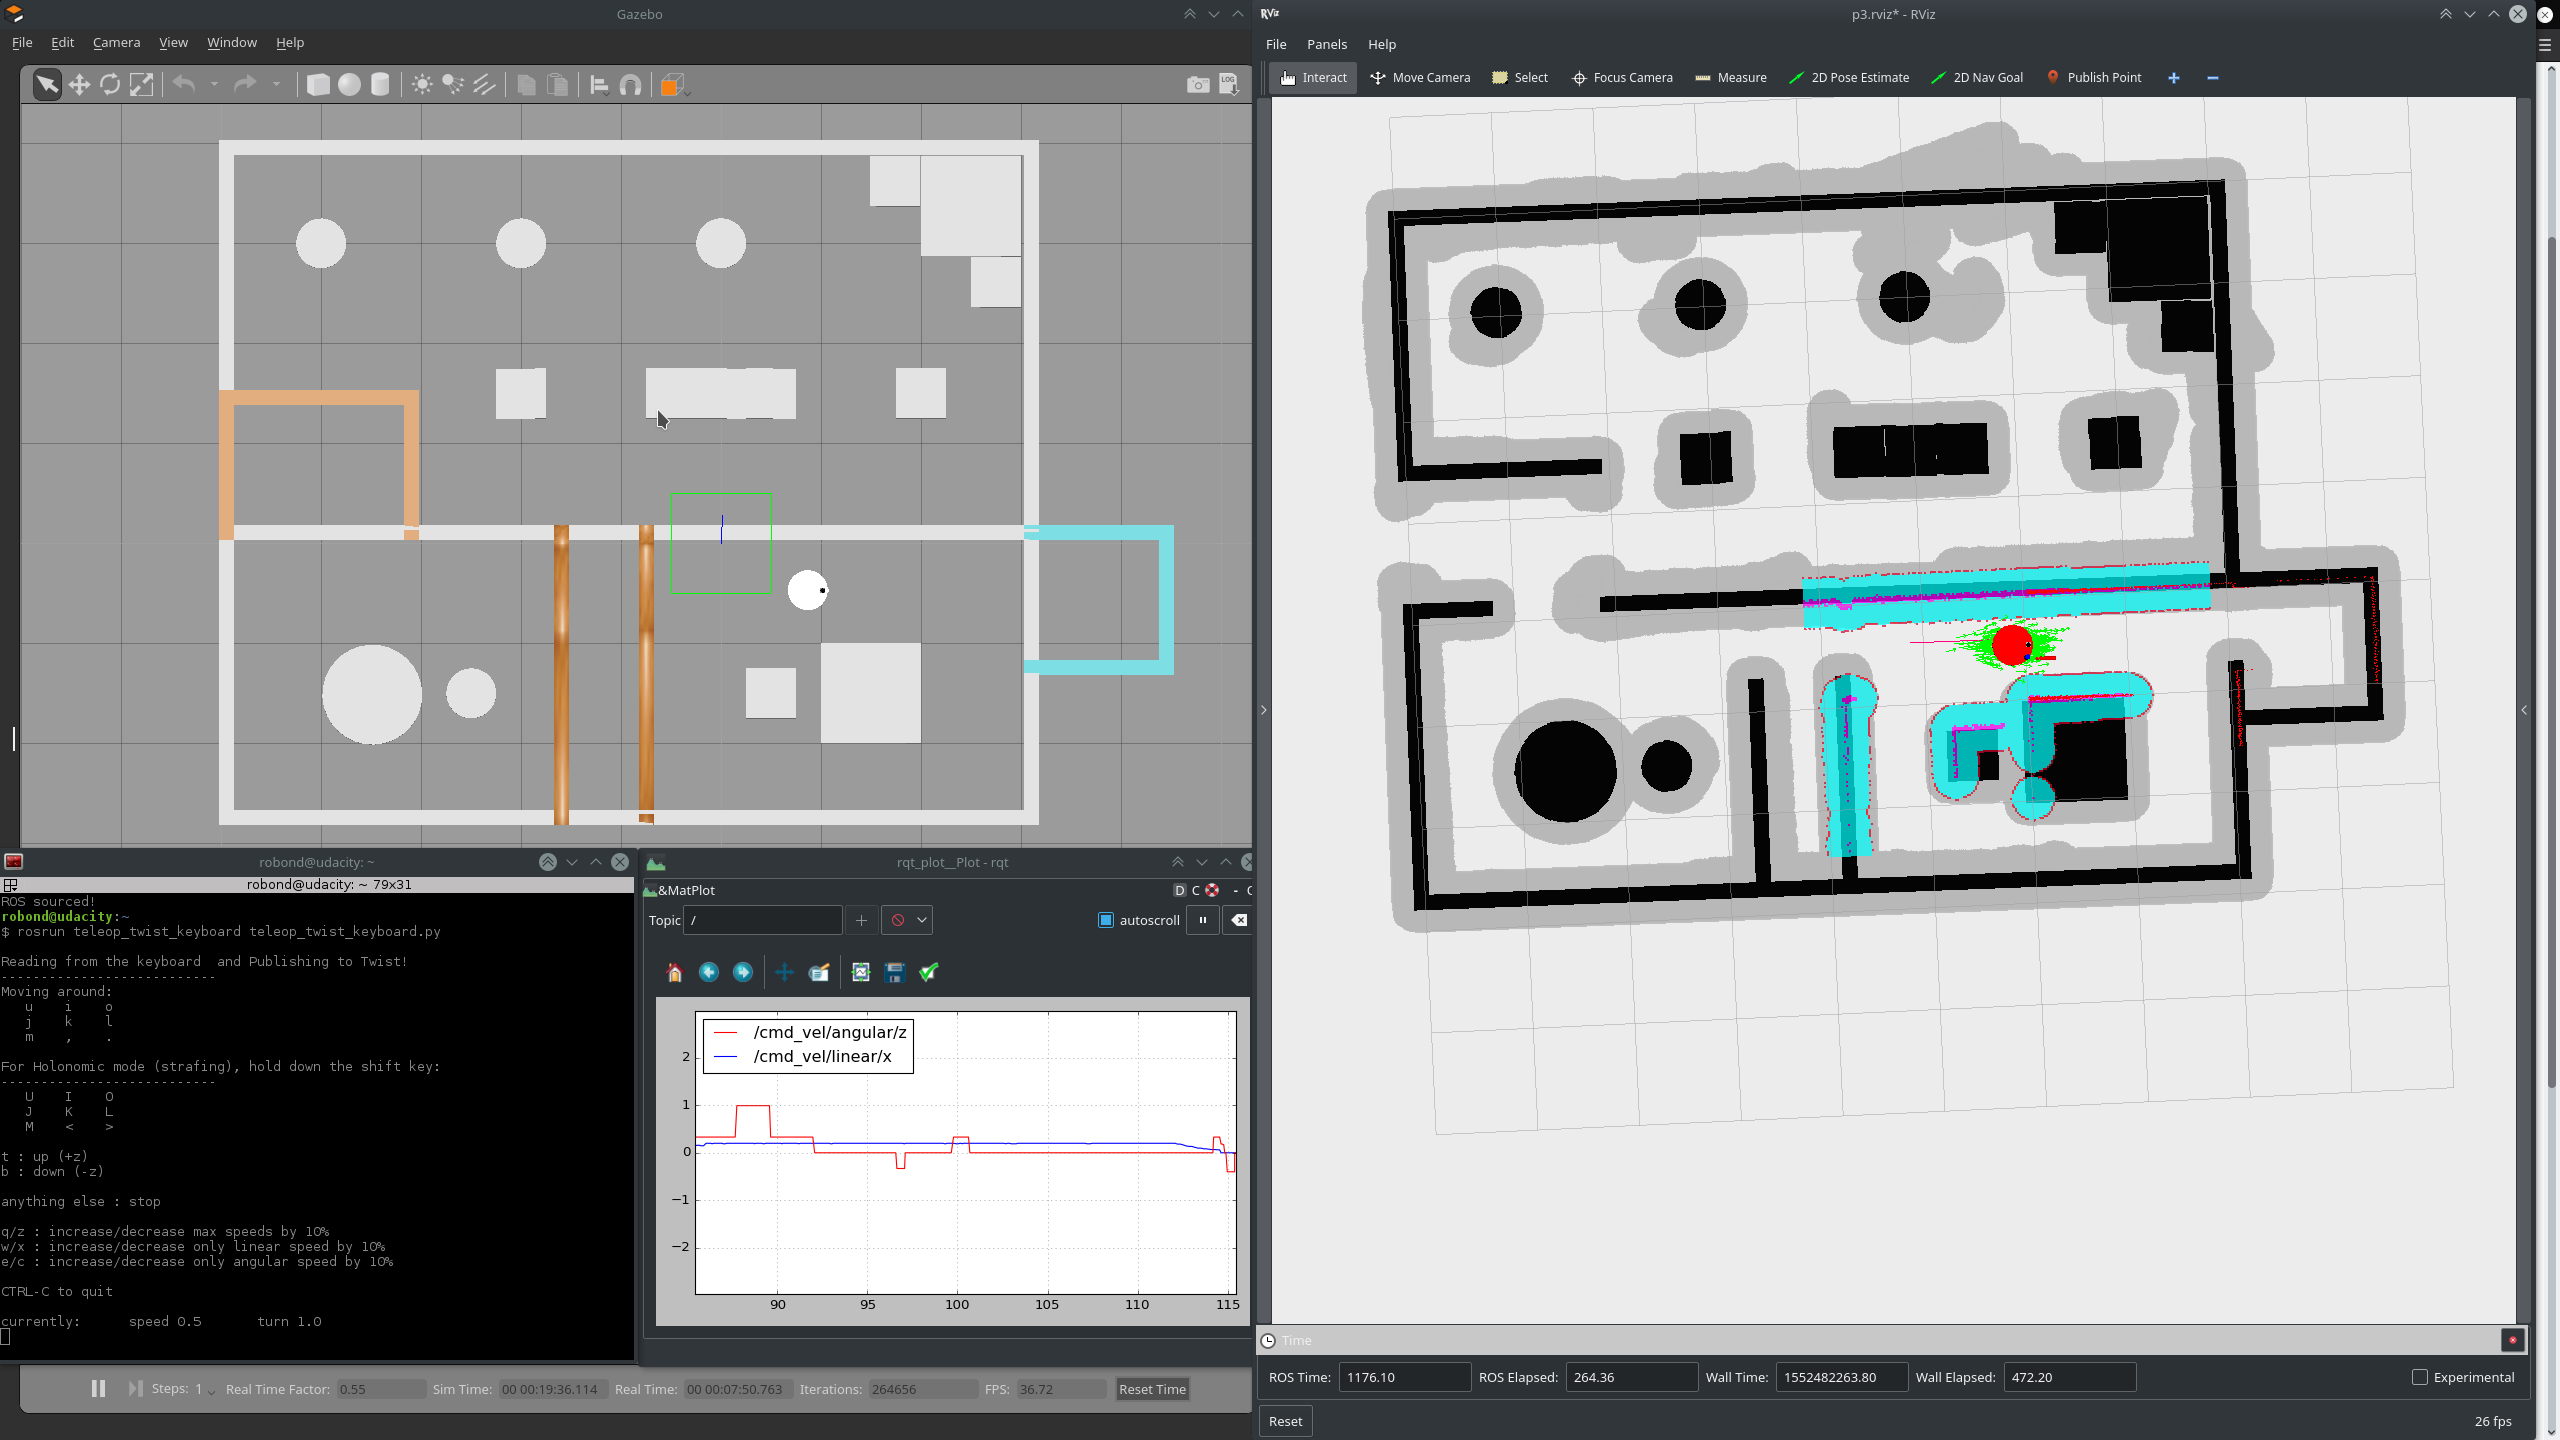 Gazebo
File Edit Camera View Window Help
LOG
robond@udacity: ~
robond@udacity: ~ 79x31
ROS sourced!
robond@udacity:~
$ rosrun teleop_twist_keyboard teleop_twist_keyboard.py
Reading from the keyboard  and Publishing to Twist!
---------------------------
Moving around:
   u    i    o
   j    k    l
   m    ,    .
For Holonomic mode (strafing), hold down the shift key:
---------------------------
   U    I    O
   J    K    L
   M    <    >
t : up (+z)
b : down (-z)
anything else : stop
q/z : increase/decrease max speeds by 10%
w/x : increase/decrease only linear speed by 10%
e/c : increase/decrease only angular speed by 10%
CTRL-C to quit
currently:      speed 0.5       turn 1.0
rqt_plot__Plot - rqt
&MatPlot
D C - 
Topic / autoscroll
/cmd_vel/angular/z
/cmd_vel/linear/x
2
1
0
−1
−2
90 95 100 105 110 115
Steps: 1 Real Time Factor: 0.55 Sim Time: 00 00:19:36.114 Real Time: 00 00:07:50.763 Iterations: 264656 FPS: 36.72 Reset Time
RViz
p3.rviz* - RViz
File Panels Help
Interact Move Camera Select Focus Camera Measure 2D Pose Estimate 2D Nav Goal Publish Point
Time
ROS Time: 1176.10 ROS Elapsed: 264.36 Wall Time: 1552482263.80 Wall Elapsed: 472.20 Experimental
Reset
26 fps